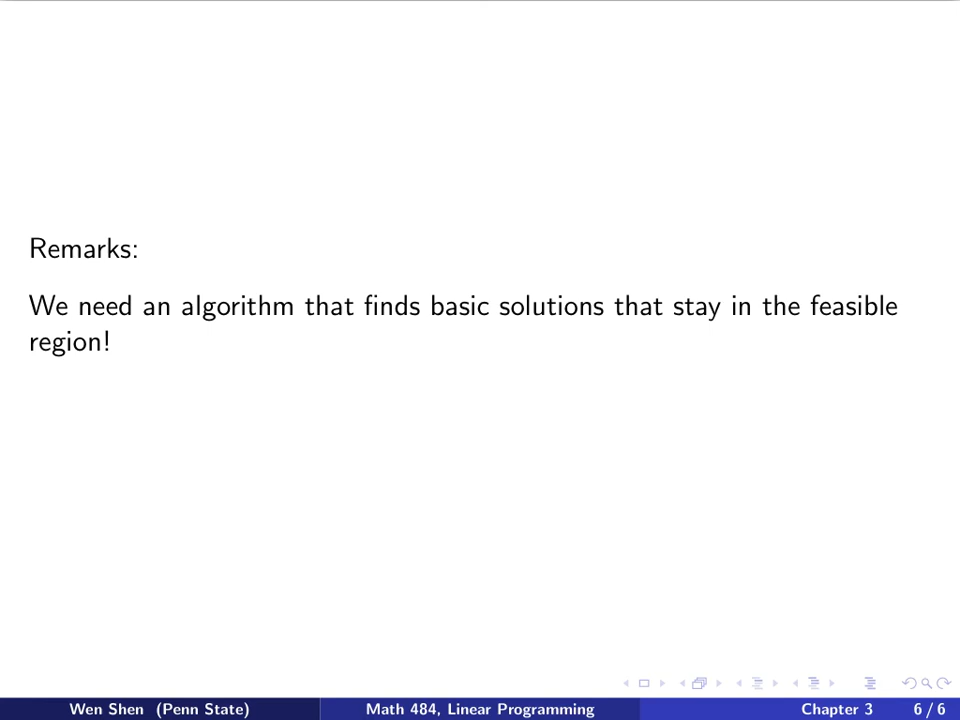 Remarks:
We need an algorithm that finds basic solutions that stay in the feasible
region!
Wen Shen (Penn State) Math 484, Linear Programming Chapter 3 6 / 6